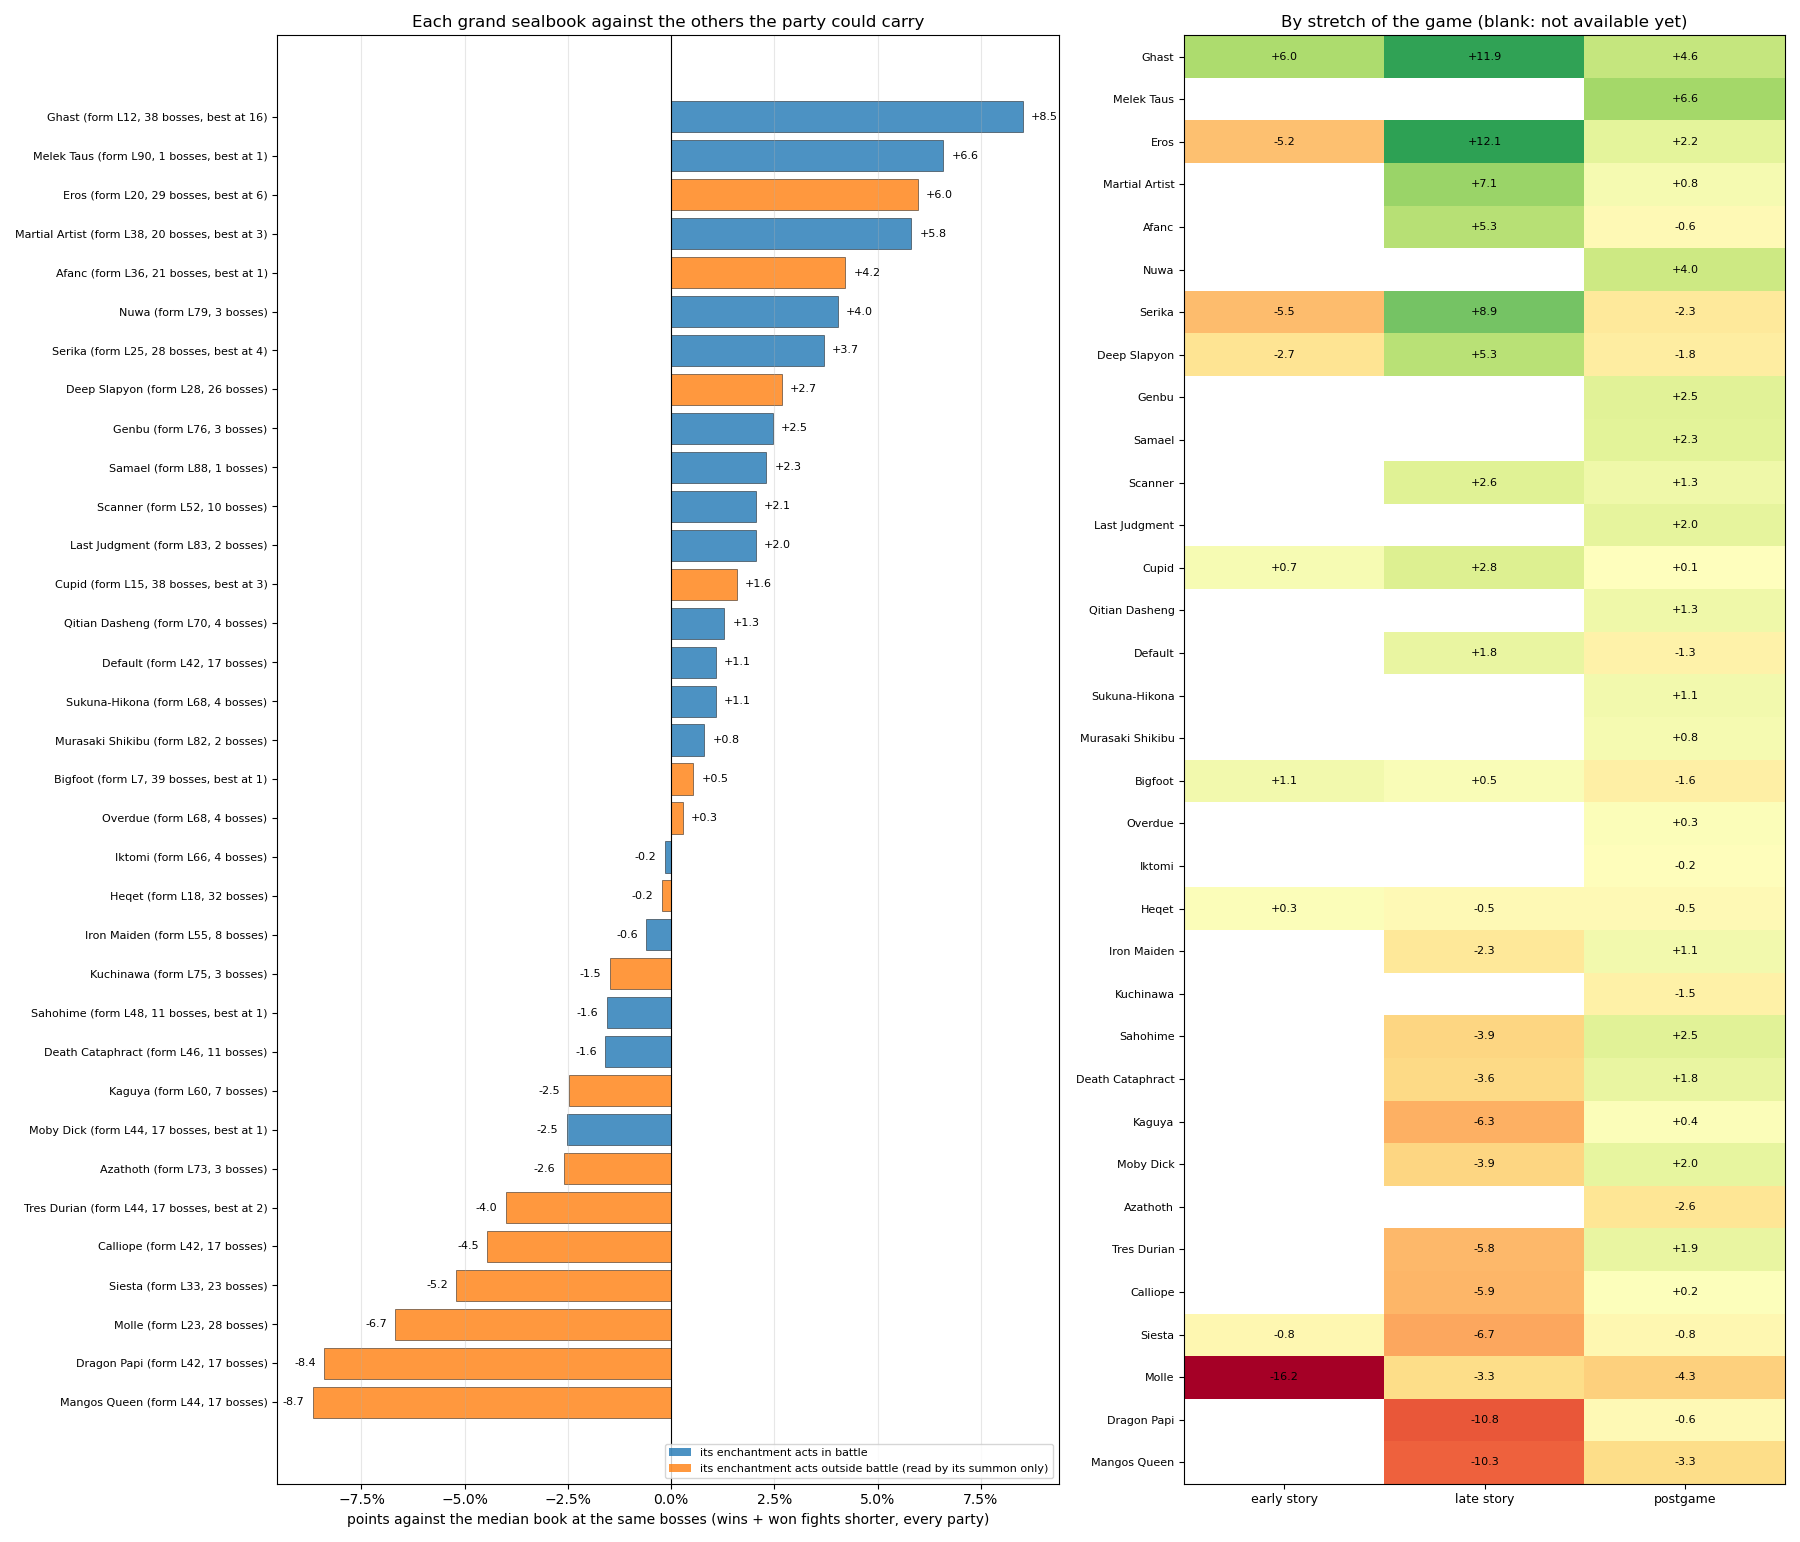 Each grand sealbook against the others the party could carry
Ghast (form L12, 38 bosses, best at 16)
+8.5
Melek Taus (form L90, 1 bosses, best at 1)
+6.6
Eros (form L20, 29 bosses, best at 6)
+6.0
Martial Artist (form L38, 20 bosses, best at 3)
+5.8
Afanc (form L36, 21 bosses, best at 1)
+4.2
Nuwa (form L79, 3 bosses)
+4.0
Serika (form L25, 28 bosses, best at 4)
+3.7
Deep Slapyon (form L28, 26 bosses)
+2.7
Genbu (form L76, 3 bosses)
+2.5
Samael (form L88, 1 bosses)
+2.3
Scanner (form L52, 10 bosses)
+2.1
Last Judgment (form L83, 2 bosses)
+2.0
Cupid (form L15, 38 bosses, best at 3)
+1.6
Qitian Dasheng (form L70, 4 bosses)
+1.3
Default (form L42, 17 bosses)
+1.1
Sukuna-Hikona (form L68, 4 bosses)
+1.1
Murasaki Shikibu (form L82, 2 bosses)
+0.8
Bigfoot (form L7, 39 bosses, best at 1)
+0.5
Overdue (form L68, 4 bosses)
+0.3
Iktomi (form L66, 4 bosses)
-0.2
Heqet (form L18, 32 bosses)
-0.2
Iron Maiden (form L55, 8 bosses)
-0.6
Kuchinawa (form L75, 3 bosses)
-1.5
Sahohime (form L48, 11 bosses, best at 1)
-1.6
Death Cataphract (form L46, 11 bosses)
-1.6
Kaguya (form L60, 7 bosses)
-2.5
Moby Dick (form L44, 17 bosses, best at 1)
-2.5
Azathoth (form L73, 3 bosses)
-2.6
Tres Durian (form L44, 17 bosses, best at 2)
-4.0
Calliope (form L42, 17 bosses)
-4.5
Siesta (form L33, 23 bosses)
-5.2
Molle (form L23, 28 bosses)
-6.7
Dragon Papi (form L42, 17 bosses)
-8.4
Mangos Queen (form L44, 17 bosses)
-8.7
its enchantment acts in battle
its enchantment acts outside battle (read by its summon only)
−7.5% −5.0% −2.5% 0.0% 2.5% 5.0% 7.5%
points against the median book at the same bosses (wins + won fights shorter, every party)
By stretch of the game (blank: not available yet)
Ghast +6.0 +11.9 +4.6
Melek Taus +6.6
Eros -5.2 +12.1 +2.2
Martial Artist +7.1 +0.8
Afanc +5.3 -0.6
Nuwa +4.0
Serika -5.5 +8.9 -2.3
Deep Slapyon -2.7 +5.3 -1.8
Genbu +2.5
Samael +2.3
Scanner +2.6 +1.3
Last Judgment +2.0
Cupid +0.7 +2.8 +0.1
Qitian Dasheng +1.3
Default +1.8 -1.3
Sukuna-Hikona +1.1
Murasaki Shikibu +0.8
Bigfoot +1.1 +0.5 -1.6
Overdue +0.3
Iktomi -0.2
Heqet +0.3 -0.5 -0.5
Iron Maiden -2.3 +1.1
Kuchinawa -1.5
Sahohime -3.9 +2.5
Death Cataphract -3.6 +1.8
Kaguya -6.3 +0.4
Moby Dick -3.9 +2.0
Azathoth -2.6
Tres Durian -5.8 +1.9
Calliope -5.9 +0.2
Siesta -0.8 -6.7 -0.8
Molle -16.2 -3.3 -4.3
Dragon Papi -10.8 -0.6
Mangos Queen -10.3 -3.3
early story late story postgame